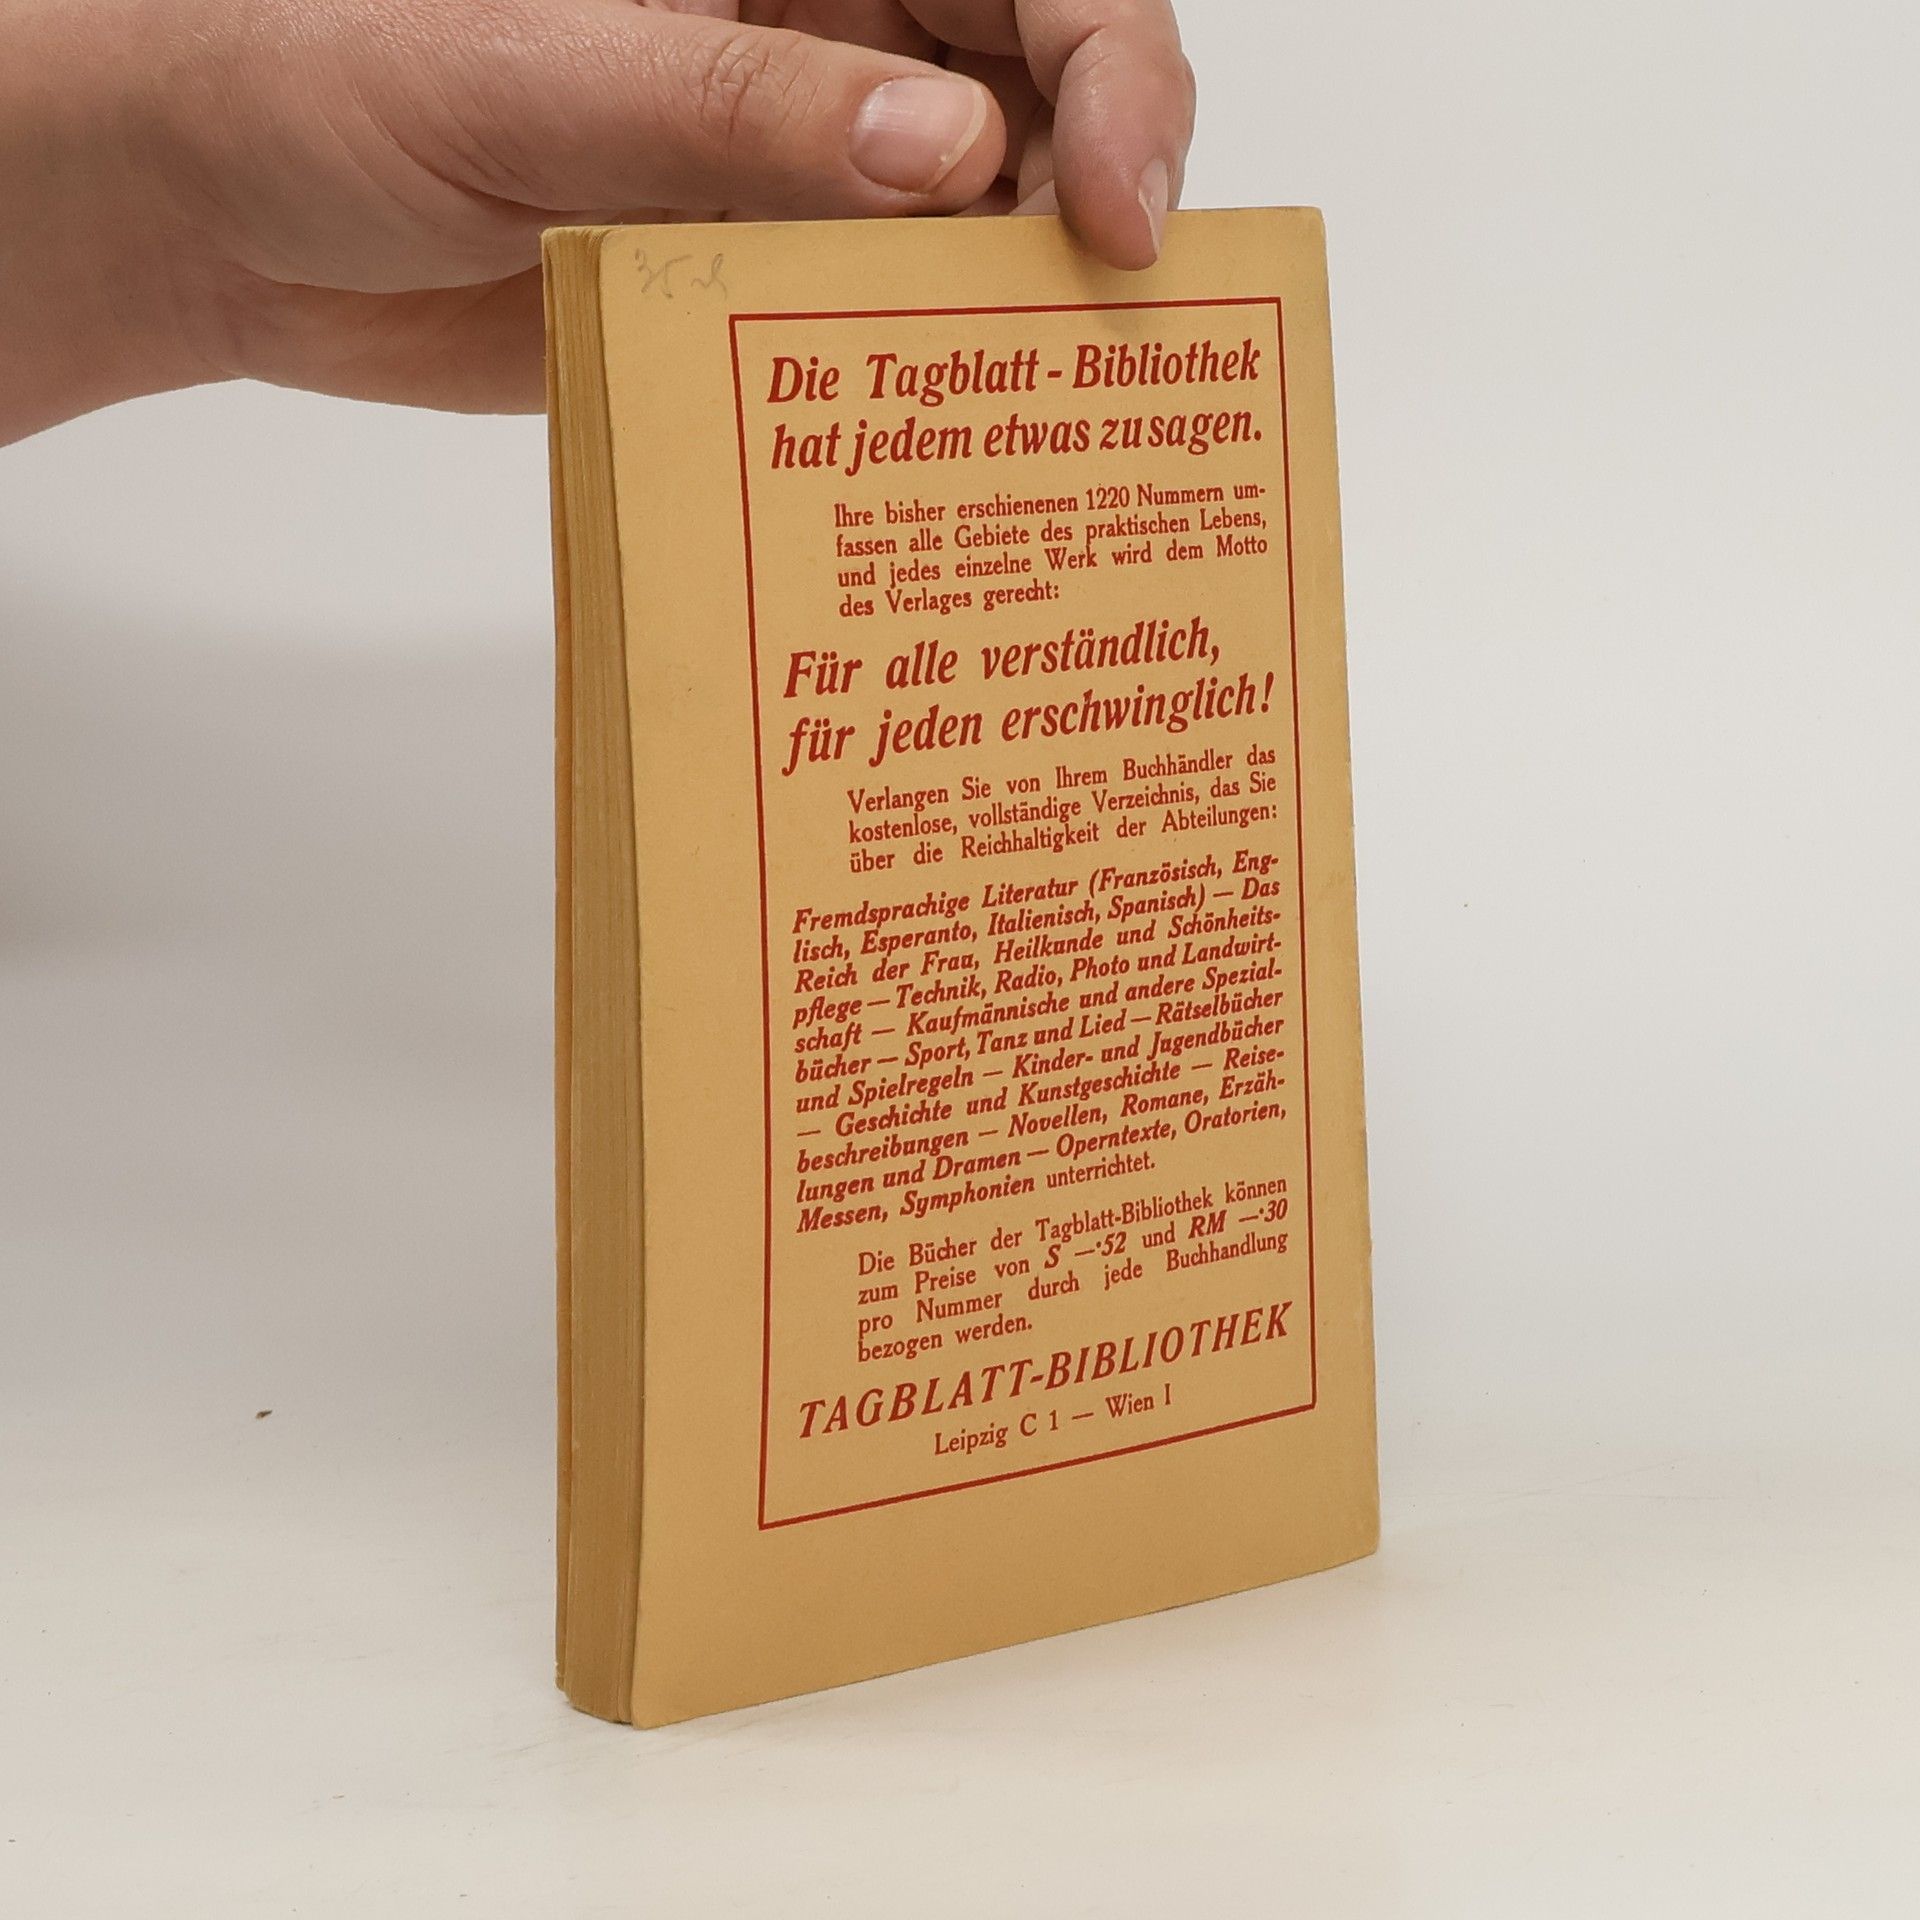 Die Tagblatt-Bibliothek
hat jedem etwas zu sagen.
Ihre bisher erschienenen 1220 Nummern um-
fassen alle Gebiete des praktischen Lebens,
und jedes einzelne Werk wird dem Motto
des Verlages gerecht:
Für alle verständlich,
für jeden erschwinglich!
Verlangen Sie von Ihrem Buchhändler das
kostenlose, vollständige Verzeichnis, das Sie
über die Reichhaltigkeit der Abteilungen:
Fremdsprachige Literatur (Französisch, Eng-
lisch, Esperanto, Italienisch, Spanisch) — Das
Reich der Frau, Heilkunde und Schönheits-
pflege — Technik, Radio, Photo und Landwirt-
schaft — Kaufmännische und andere Spezial-
bücher — Sport, Tanz und Lied — Rätselbücher
und Spielregeln — Kinder- und Jugendbücher
— Geschichte und Kunstgeschichte — Reise-
beschreibungen — Novellen, Romane, Erzäh-
lungen und Dramen — Operntexte, Oratorien,
Messen, Symphonien unterrichtet.
Die Bücher der Tagblatt-Bibliothek können
zum Preise von S —·52 und RM —·30
pro Nummer durch jede Buchhandlung
bezogen werden.
TAGBLATT-BIBLIOTHEK
Leipzig C 1 — Wien I